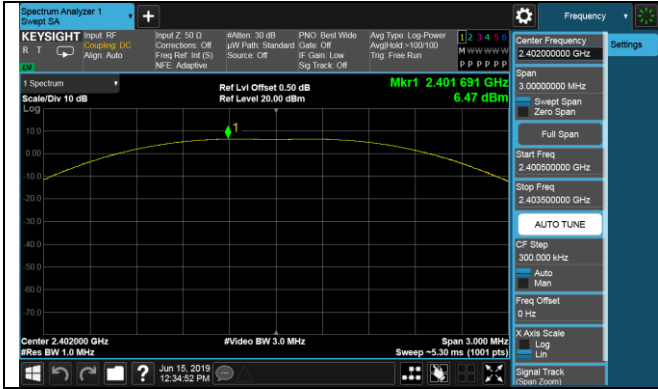 Spectrum Analyzer 1
Swept SA
Frequency
KEYSIGHT
R T
Input: RF
Coupling: DC
Align: Auto
Input Z: 50 Ω
Corrections: Off
Freq Ref: Int (S)
NFE: Adaptive
#Atten: 30 dB
µW Path: Standard
Source: Off
PNO: Best Wide
Gate: Off
IF Gain: Low
Sig Track: Off
Avg Type: Log-Power
Avg|Hold >100/100
Trig: Free Run
1 2 3 4 5 6
M W W W W W
P P P P P P
1 Spectrum
Scale/Div 10 dB
Ref Lvl Offset 0.50 dB
Ref Level 20.00 dBm
Mkr1 2.401 691 GHz
6.47 dBm
Log
1
10.0
0.00
-10.0
-20.0
-30.0
-40.0
-50.0
-60.0
-70.0
Center 2.402000 GHz
#Res BW 1.0 MHz
#Video BW 3.0 MHz
Span 3.000 MHz
Sweep ~5.30 ms (1001 pts)
Jun 15, 2019
12:34:52 PM
Center Frequency
2.402000000 GHz
Settings
Span
3.00000000 MHz
Swept Span
Zero Span
Full Span
Start Freq
2.400500000 GHz
Stop Freq
2.403500000 GHz
AUTO TUNE
CF Step
300.000 kHz
Auto
Man
Freq Offset
0 Hz
X Axis Scale
Log
Lin
Signal Track
(Span Zoom)